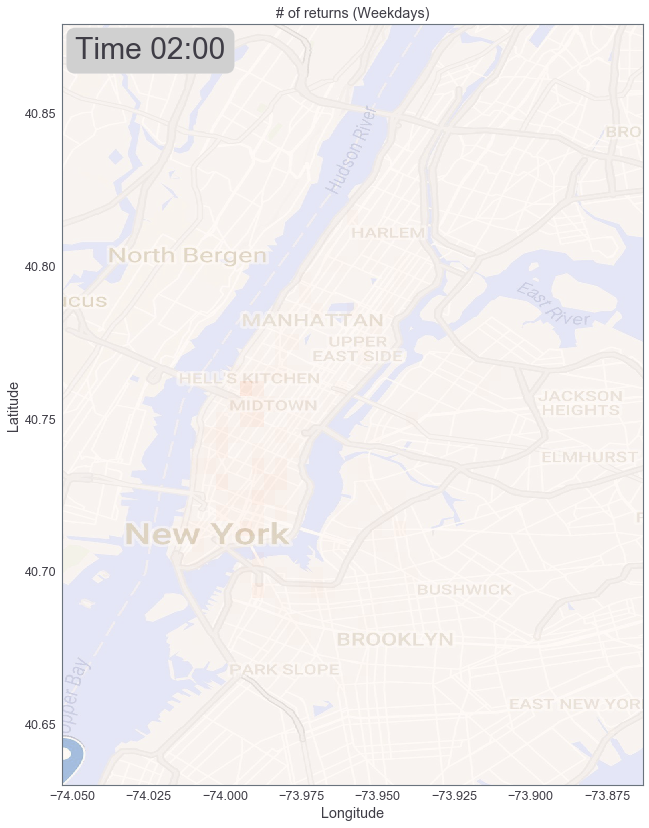 # of returns (Weekdays)
Time 02:00
40.85
BRO
Hudson River
HARLEM
40.80
North Bergen
East River
CUS
MANHATTAN
UPPER
EAST SIDE
HELL'S KITCHEN
JACKSON
HEIGHTS
MIDTOWN
40.75
ELMHURST
New York
40.70
BUSHWICK
BROOKLYN
PARK SLOPE
EAST NEW YOR
Upper Bay
40.65
Latitude
−74.050 −74.025 −74.000 −73.975 −73.950 −73.925 −73.900 −73.875
Longitude